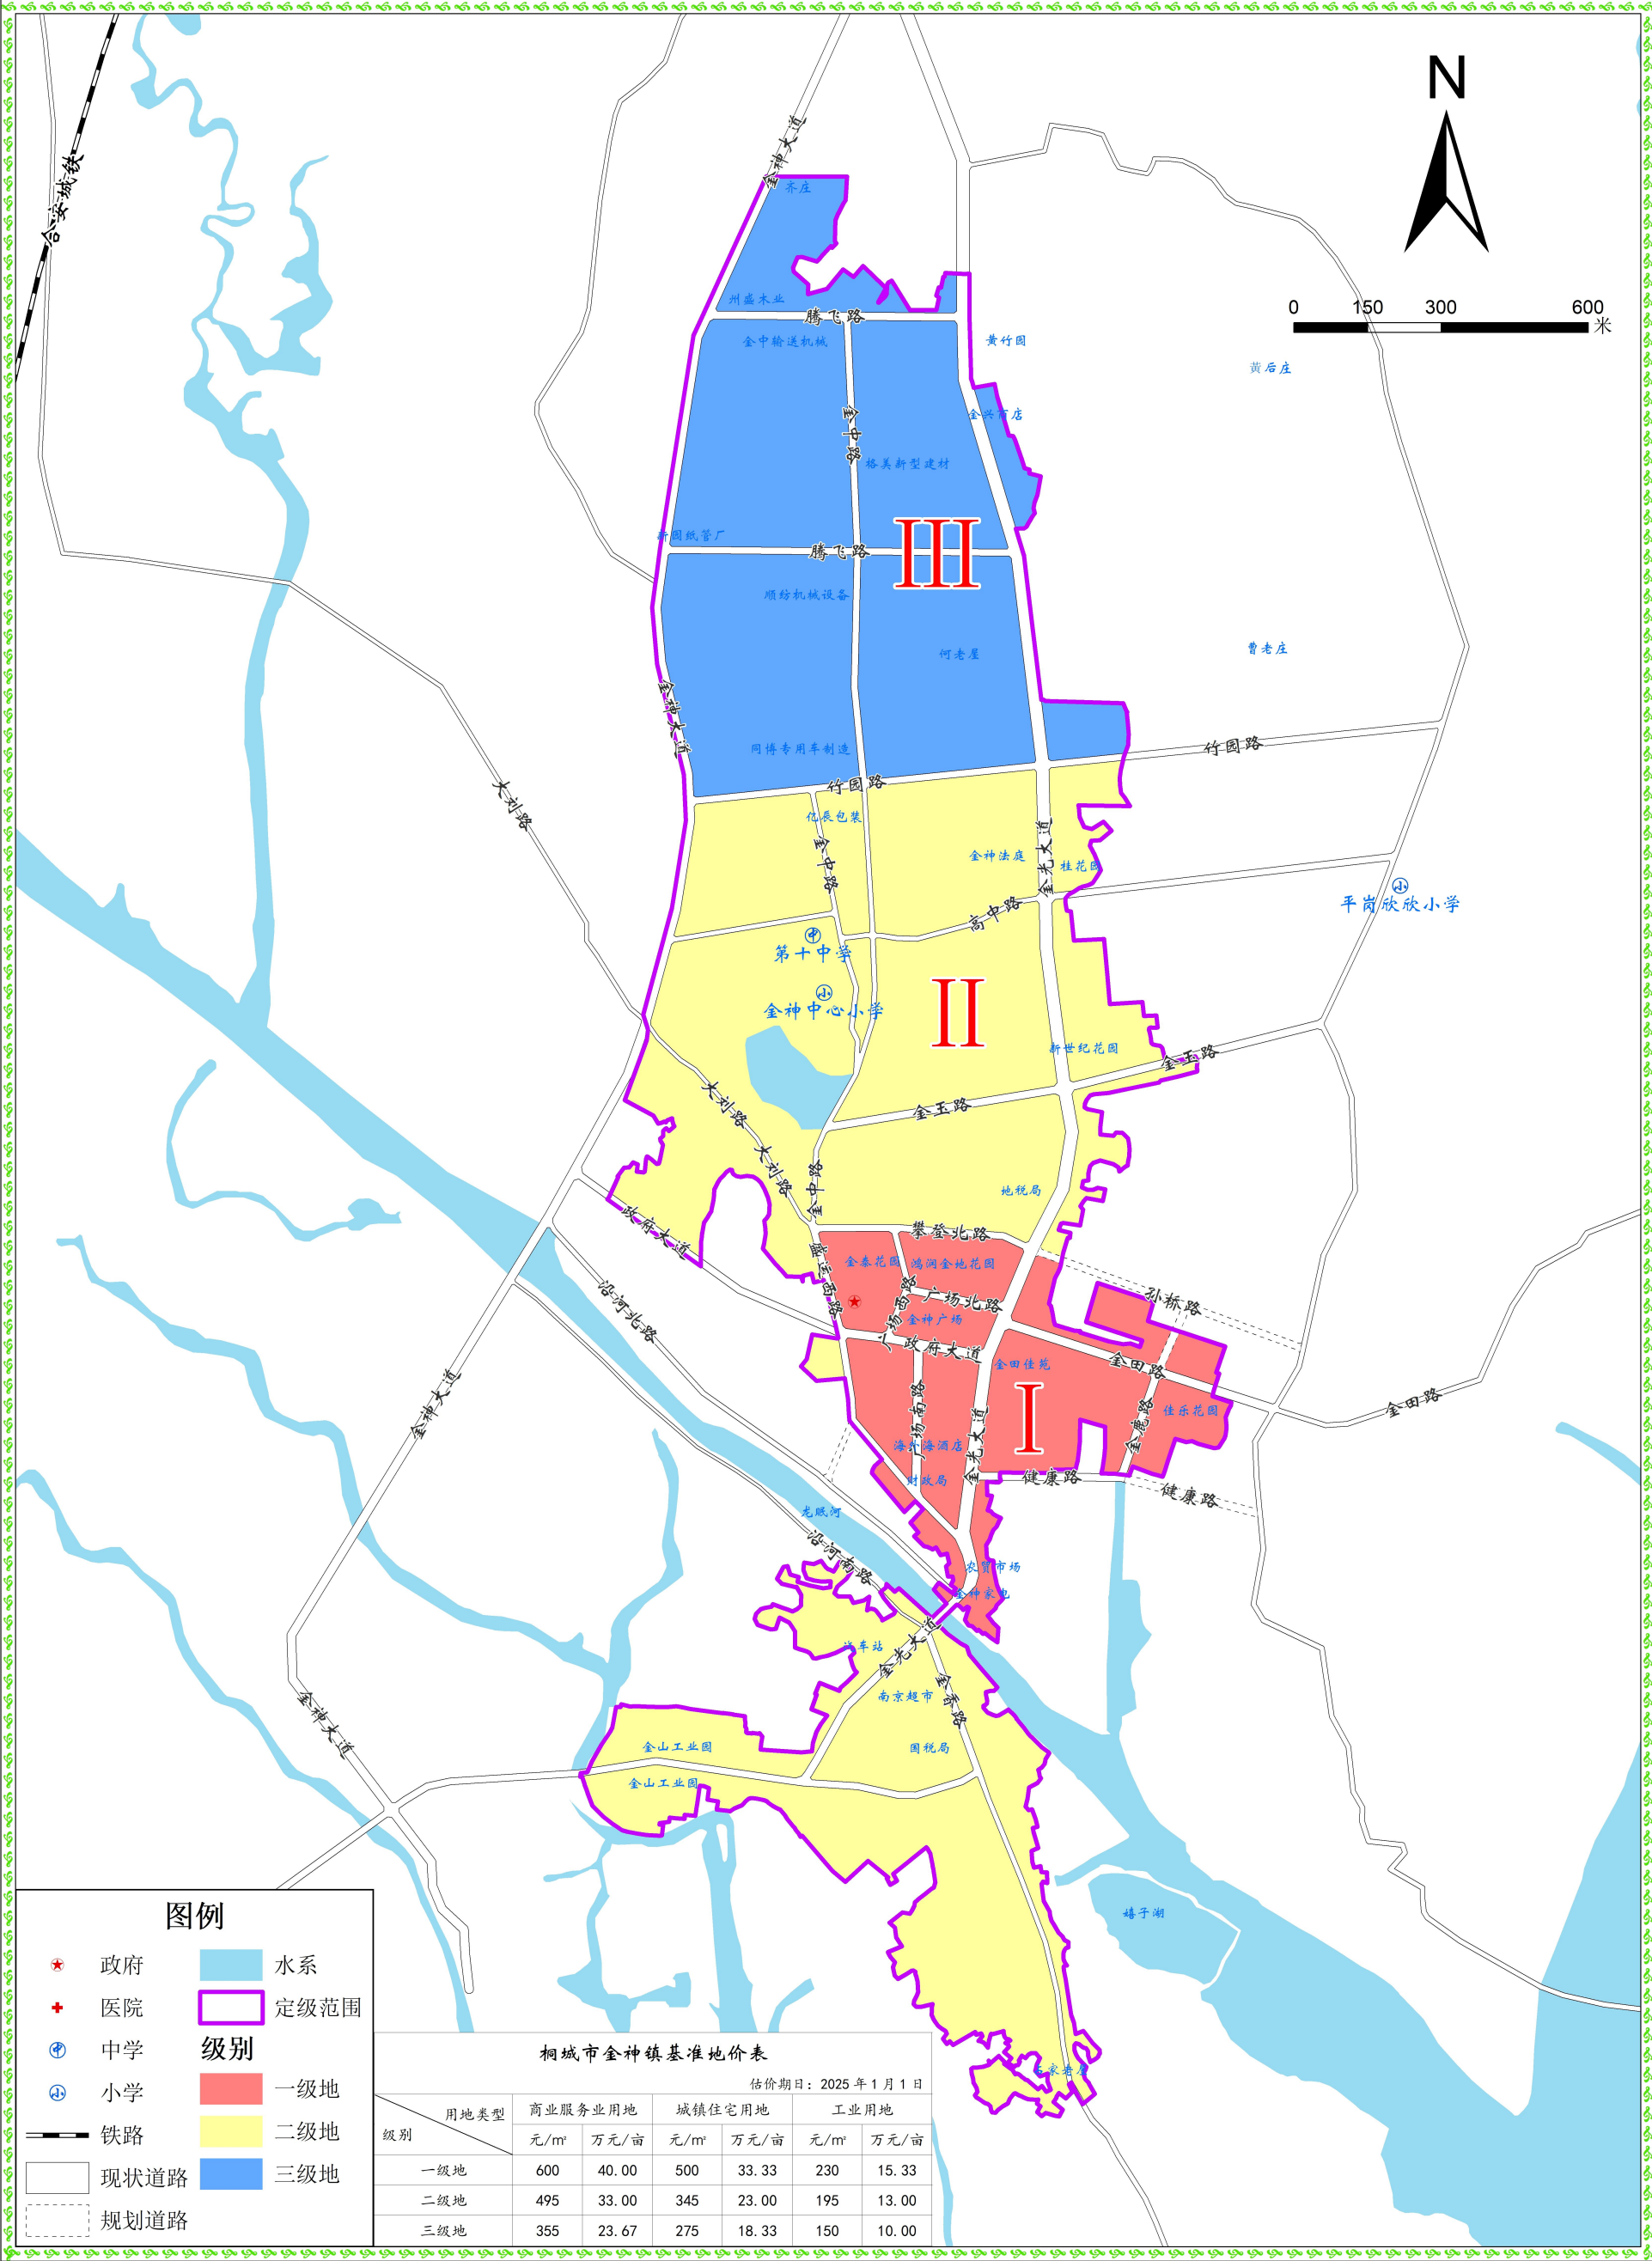 N
0 150 300 600 米
合安城铁
金神大道
齐庄
州盛木业
腾飞路
金中输送机械
黄竹园
黄后庄
金兴百店
金中路
格美新型建材
新园纸管厂
腾飞路
III
顺纺机械设备
何老屋
曹老庄
金神大道
同博专用车制造
竹园路
竹园路
大刘路
亿辰包装
金中路
金神法庭
金光大道
桂花园
平岗欣欣小学
高中路
第十中学
金神中心小学
II
新世纪花园
金玉路
大刘路
金玉路
大刘路
金中路
地税局
政府大道
攀登北路
金泰花园
鸿润金地花园
盛运西路
广场西路
广场北路
孙桥路
沿河北路
金神广场
政府大道
金田佳苑
金田路
金田路
金神大道
I
广场南路
金光大道
金鹿路
佳乐花园
海外海酒店
财政局
健康路
健康路
龙眠河
沿河南路
农贸市场
金神家电
汽车站
金光大道
金香路
南京超市
金神大道
金山工业园
国税局
金山工业园
嬉子湖
图例
政府
水系
医院
定级范围
中学
级别
小学
一级地
铁路
二级地
现状道路
三级地
规划道路
桐城市金神镇基准地价表
估价期日：2025年1月1日
用地类型 商业服务业用地 城镇住宅用地 工业用地
级别 元/㎡ 万元/亩 元/㎡ 万元/亩 元/㎡ 万元/亩
一级地 600 40.00 500 33.33 230 15.33
二级地 495 33.00 345 23.00 195 13.00
三级地 355 23.67 275 18.33 150 10.00